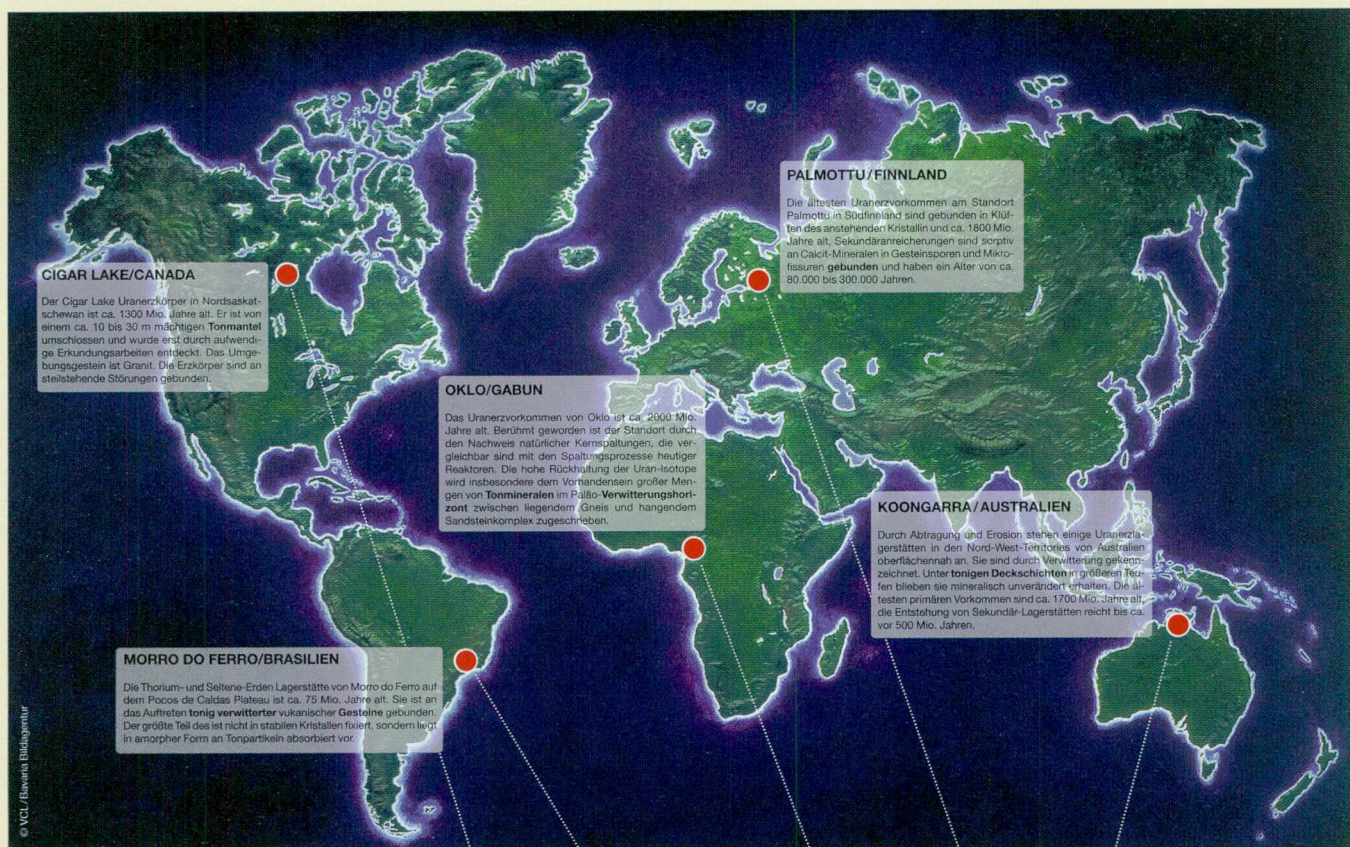 PALMOTTU/FINNLAND
Die ältesten Uranerzvorkommen am Standort
Palmottu in Südfinnland sind gebunden in Klüf-
ten des anstehenden Kristallin und ca. 1800 Mio.
Jahre alt, Sekundäranreicherungen sind sorptiv
an Calcit-Mineralen in Gesteinsporen und Mikro-
fissuren gebunden und haben ein Alter von ca.
80.000 bis 300.000 Jahren.
CIGAR LAKE/CANADA
Der Cigar Lake Uranerzkörper in Nordsaskat-
schewan ist ca. 1300 Mio. Jahre alt. Er ist von
einem ca. 10 bis 30 m mächtigen Tonmantel
umschlossen und wurde erst durch aufwendi-
ge Erkundungsarbeiten entdeckt. Das Umge-
bungsgestein ist Granit. Die Erzkörper sind an
steilstehende Störungen gebunden.
OKLO/GABUN
Das Uranerzvorkommen von Oklo ist ca. 2000 Mio.
Jahre alt. Berühmt geworden ist der Standort durch
den Nachweis natürlicher Kernspaltungen, die ver-
gleichbar sind mit den Spaltungsprozesse heutiger
Reaktoren. Die hohe Rückhaltung der Uran-Isotope
wird insbesondere dem Vorhandensein großer Men-
gen von Tonmineralen im Paläo-Verwitterungshori-
zont zwischen liegendem Gneis und hangendem
Sandsteinkomplex zugeschrieben.
KOONGARRA/AUSTRALIEN
Durch Abtragung und Erosion stehen einige Uranerzla-
gerstätten in den Nord-West-Territories von Australien
oberflächennah an. Sie sind durch Verwitterung gekenn-
zeichnet. Unter tonigen Deckschichten in größeren Teu-
fen blieben sie mineralisch unverändert erhalten. Die äl-
testen primären Vorkommen sind ca. 1700 Mio. Jahre alt,
die Entstehung von Sekundär-Lagerstätten reicht bis ca.
vor 500 Mio. Jahren.
MORRO DO FERRO/BRASILIEN
Die Thorium- und Seltene-Erden Lagerstätte von Morro do Ferro auf
dem Pocos de Caldas Plateau ist ca. 75 Mio. Jahre alt. Sie ist an
das Auftreten tonig verwitterter vukanischer Gesteine gebunden.
Der größte Teil des ist nicht in stabilen Kristallen fixiert, sondern liegt
in amorpher Form an Tonpartikeln absorbiert vor.
© VCL/Bavaria Bildagentur